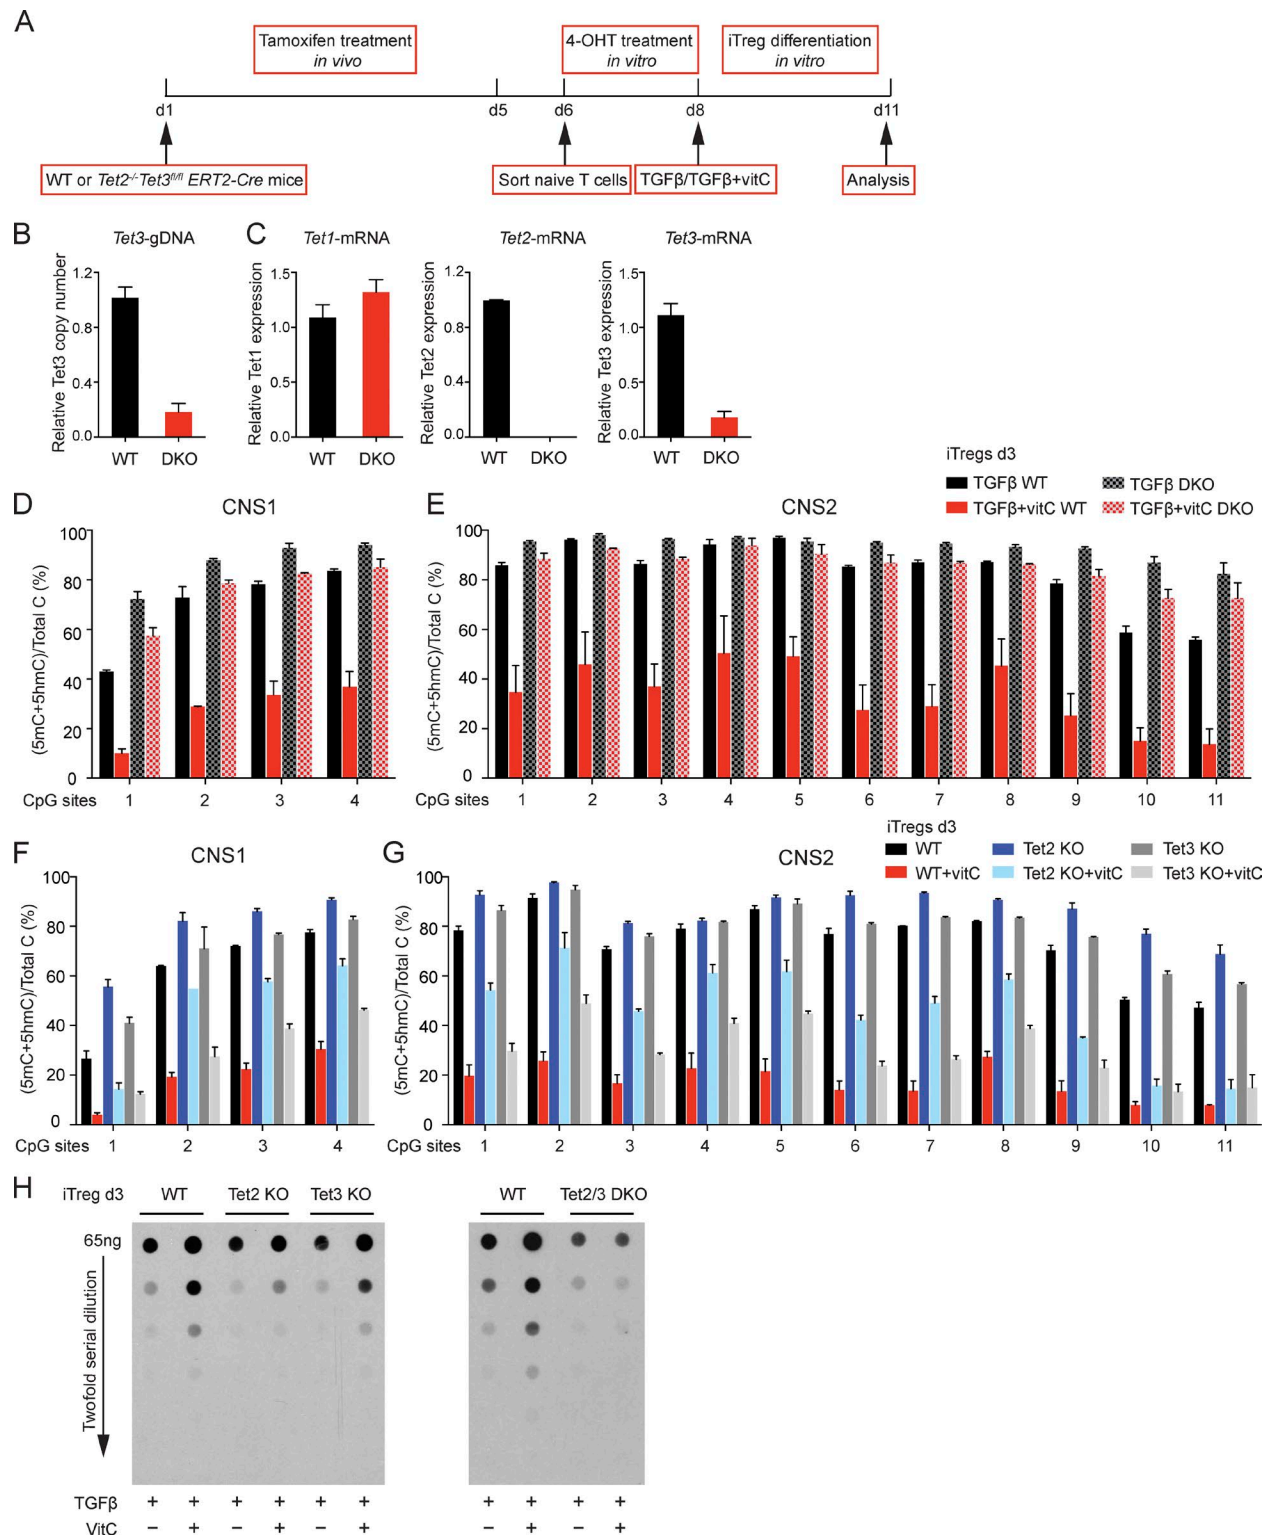 A
Tamoxifen treatment
in vivo
4-OHT treatment
in vitro
iTreg differentiation
in vitro
d1
d5
d6
d8
d11
WT or Tet2-/-Tet3fl/fl ERT2-Cre mice
Sort naive T cells
TGFβ/TGFβ+vitC
Analysis
B
Tet3-gDNA
Relative Tet3 copy number
1.2
0.8
0.4
0.0
WT
DKO
C
Tet1-mRNA
Relative Tet1 expression
1.5
1.0
0.5
0.0
WT
DKO
Tet2-mRNA
Relative Tet2 expression
1.2
0.8
0.4
0.0
WT
DKO
Tet3-mRNA
Relative Tet3 expression
1.5
1.0
0.5
0.0
WT
DKO
iTregs d3
TGFβ WT
TGFβ DKO
TGFβ+vitC WT
TGFβ+vitC DKO
D
CNS1
(5mC+5hmC)/Total C (%)
100
80
60
40
20
0
CpG sites
1
2
3
4
E
CNS2
(5mC+5hmC)/Total C (%)
100
80
60
40
20
0
CpG sites
1
2
3
4
5
6
7
8
9
10
11
iTregs d3
WT
Tet2 KO
Tet3 KO
WT+vitC
Tet2 KO+vitC
Tet3 KO+vitC
F
CNS1
(5mC+5hmC)/Total C (%)
100
80
60
40
20
0
CpG sites
1
2
3
4
G
CNS2
(5mC+5hmC)/Total C (%)
100
80
60
40
20
0
CpG sites
1
2
3
4
5
6
7
8
9
10
11
H
iTreg d3
WT
Tet2 KO
Tet3 KO
WT
Tet2/3 DKO
65ng
Twofold serial dilution
TGFβ + + + + + + + + + +
VitC − + − + − + − + − +